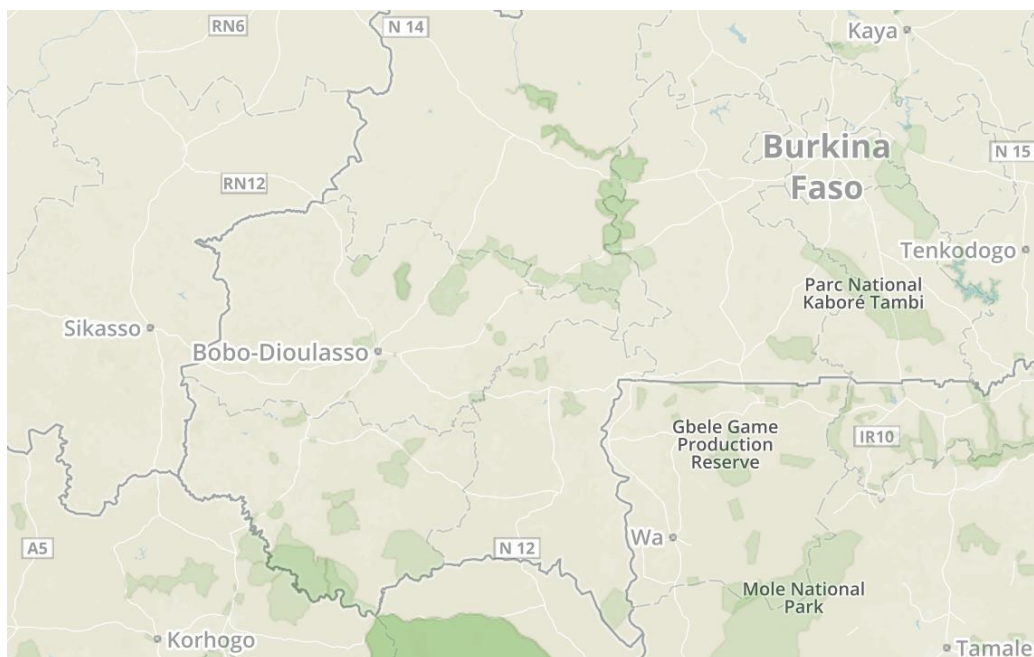 RN6
N 14
Kaya
Burkina
Faso
N 15
RN12
Tenkodogo
Parc National
Kaboré Tambi
Sikasso
Bobo-Dioulasso
Gbele Game
Production
Reserve
IR10
A5
N 12
Wa
Mole National
Park
Korhogo
Tamale